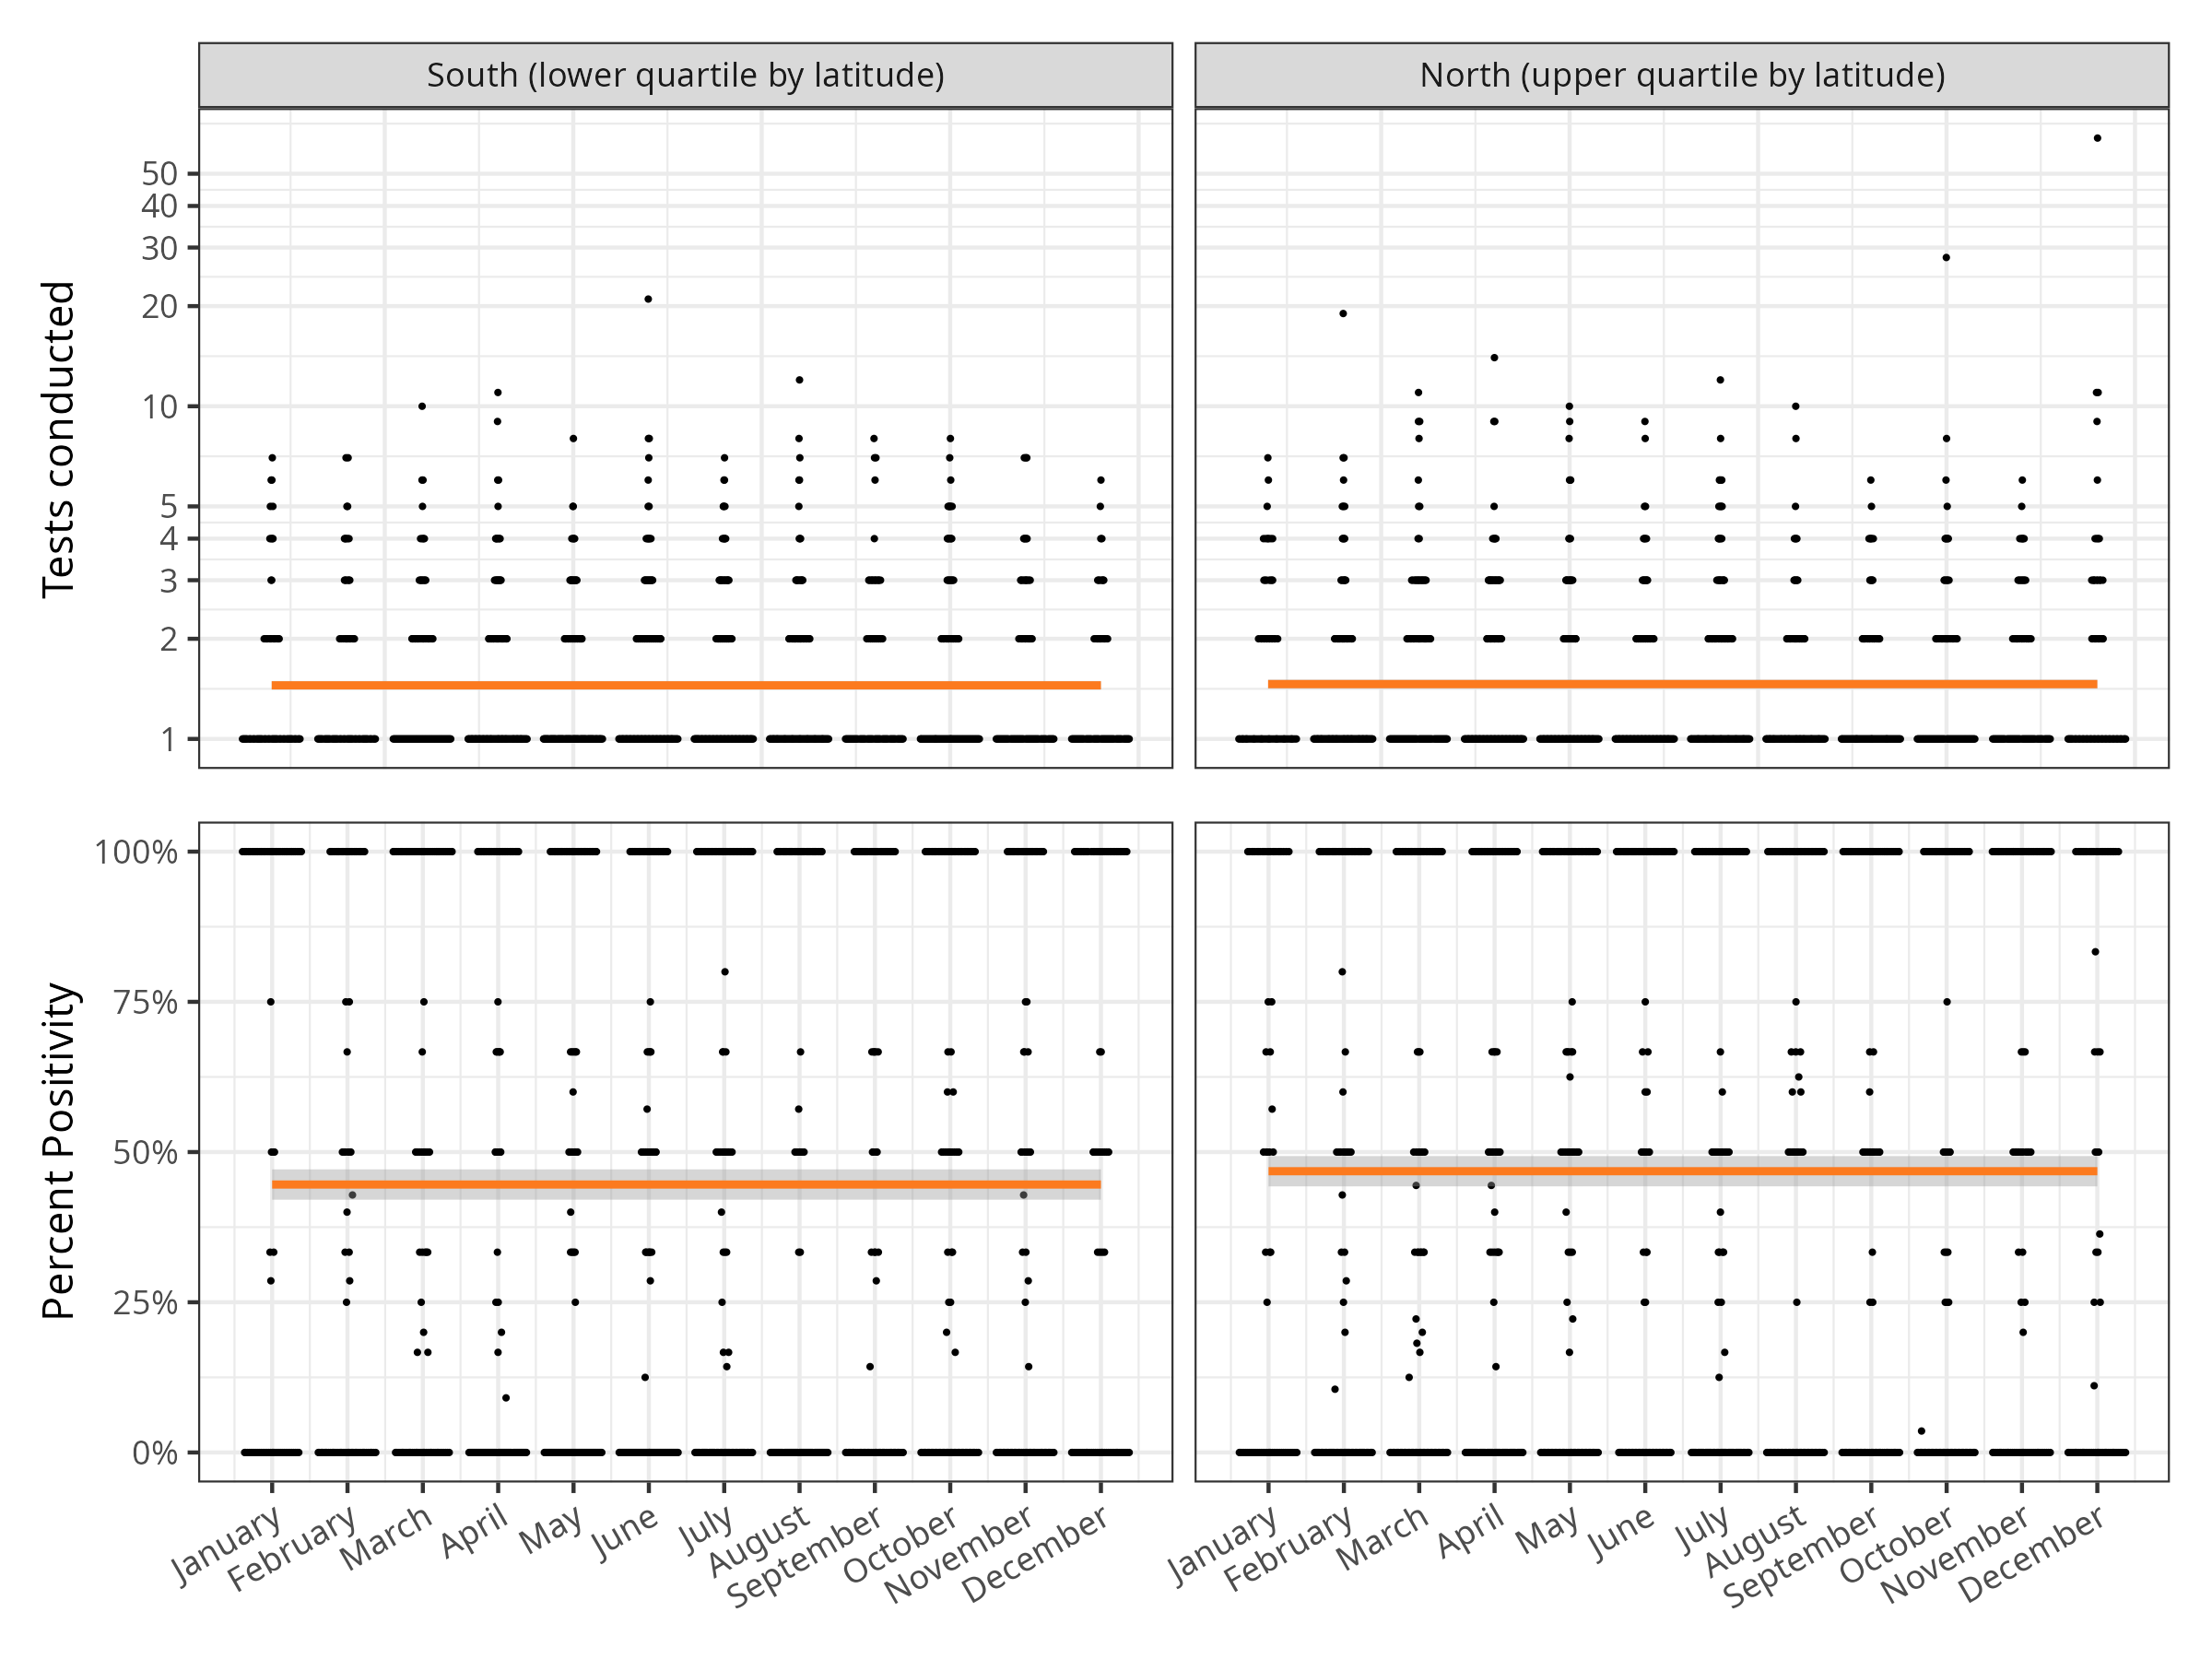 South (lower quartile by latitude)
North (upper quartile by latitude)
Tests conducted
50
40
30
20
10
5
4
3
2
1
Percent Positivity
100%
75%
50%
25%
0%
January
February
March
April
May
June
July
August
September
October
November
December
January
February
March
April
May
June
July
August
September
October
November
December